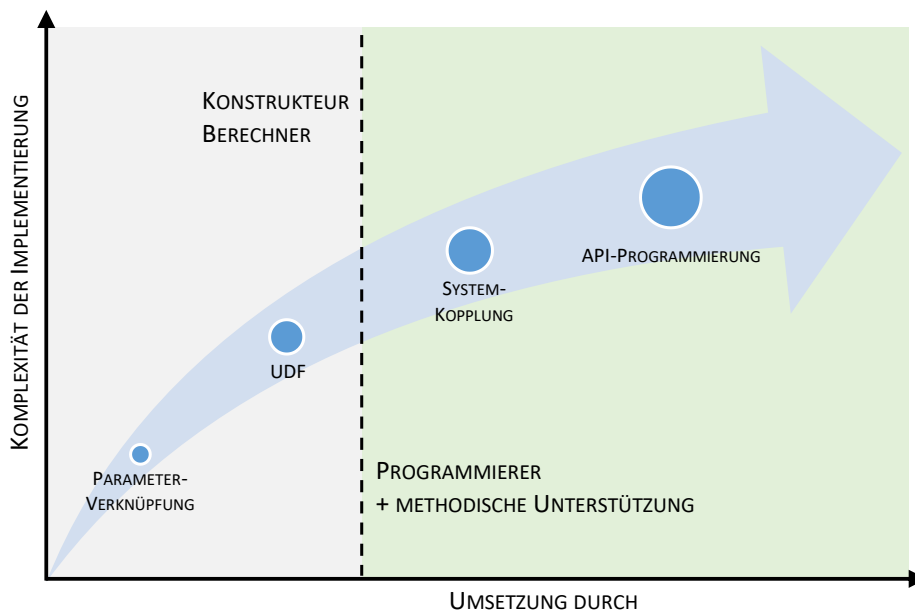 KOMPLEXITÄT DER IMPLEMENTIERUNG
KONSTRUKTEUR
BERECHNER
API-PROGRAMMIERUNG
SYSTEM-
KOPPLUNG
UDF
PARAMETER-
VERKNÜPFUNG
PROGRAMMIERER
+ METHODISCHE UNTERSTÜTZUNG
UMSETZUNG DURCH